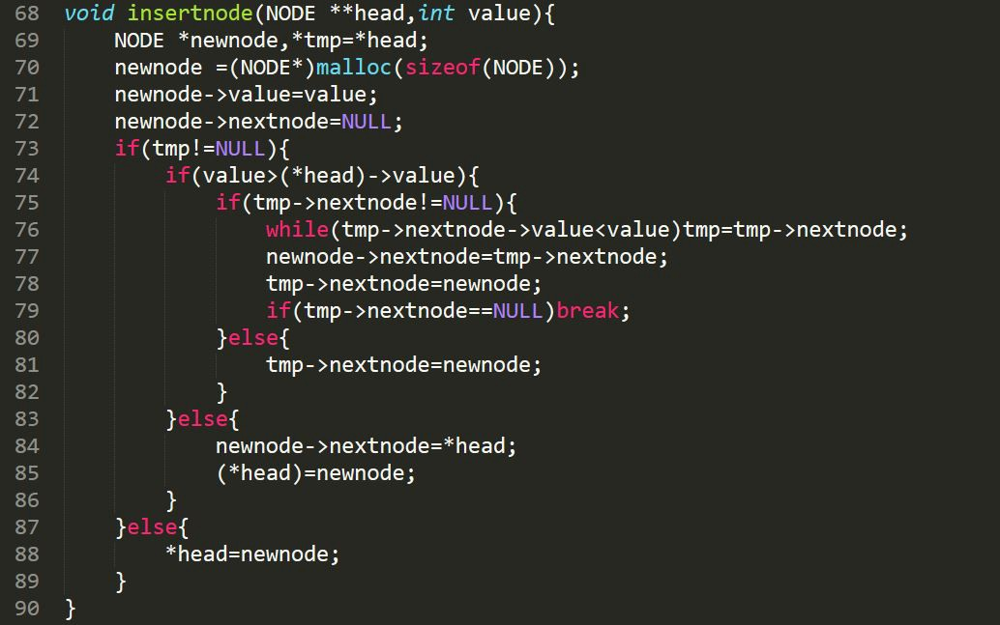 68 void insertnode(NODE **head,int value){
69     NODE *newnode,*tmp=*head;
70     newnode =(NODE*)malloc(sizeof(NODE));
71     newnode->value=value;
72     newnode->nextnode=NULL;
73     if(tmp!=NULL){
74         if(value>(*head)->value){
75             if(tmp->nextnode!=NULL){
76                 while(tmp->nextnode->value<value)tmp=tmp->nextnode;
77                 newnode->nextnode=tmp->nextnode;
78                 tmp->nextnode=newnode;
79                 if(tmp->nextnode==NULL)break;
80             }else{
81                 tmp->nextnode=newnode;
82             }
83         }else{
84             newnode->nextnode=*head;
85             (*head)=newnode;
86         }
87     }else{
88         *head=newnode;
89     }
90 }